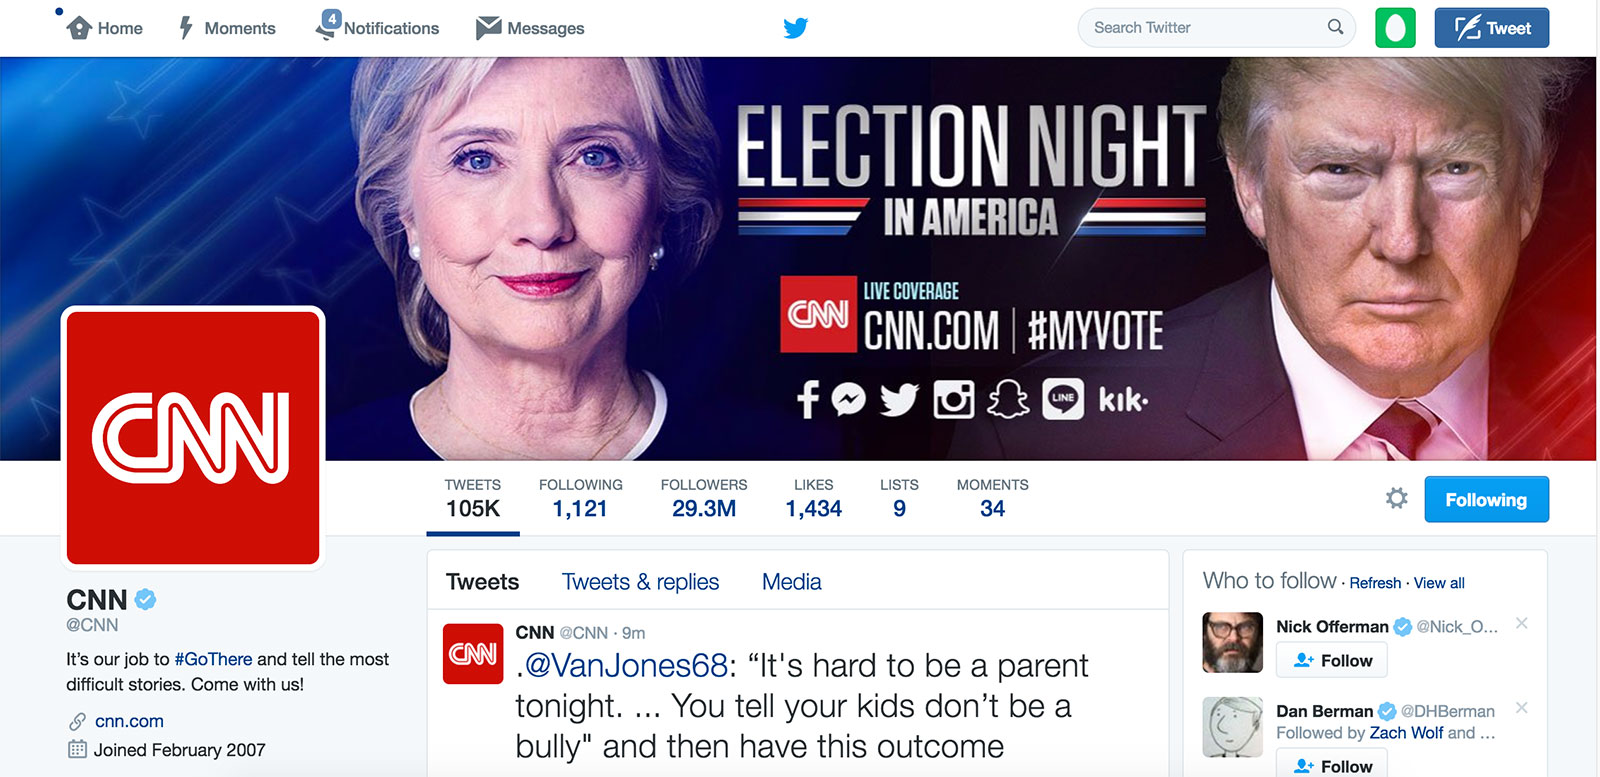 Home
Moments
4
Notifications
Messages
Search Twitter
Tweet
ELECTION NIGHT
IN AMERICA
CNN
LIVE COVERAGE
CNN.COM | #MYVOTE
LINE
kik·
CNN
TWEETS
105K
FOLLOWING
1,121
FOLLOWERS
29.3M
LIKES
1,434
LISTS
9
MOMENTS
34
Following
CNN
@CNN
It's our job to #GoThere and tell the most
difficult stories. Come with us!
cnn.com
Joined February 2007
Tweets
Tweets & replies
Media
CNN
CNN @CNN · 9m
.@VanJones68: “It's hard to be a parent
tonight. ... You tell your kids don’t be a
bully" and then have this outcome
Who to follow · Refresh · View all
Nick Offerman @Nick_O...
Follow
Dan Berman @DHBerman
Followed by Zach Wolf and ...
Follow